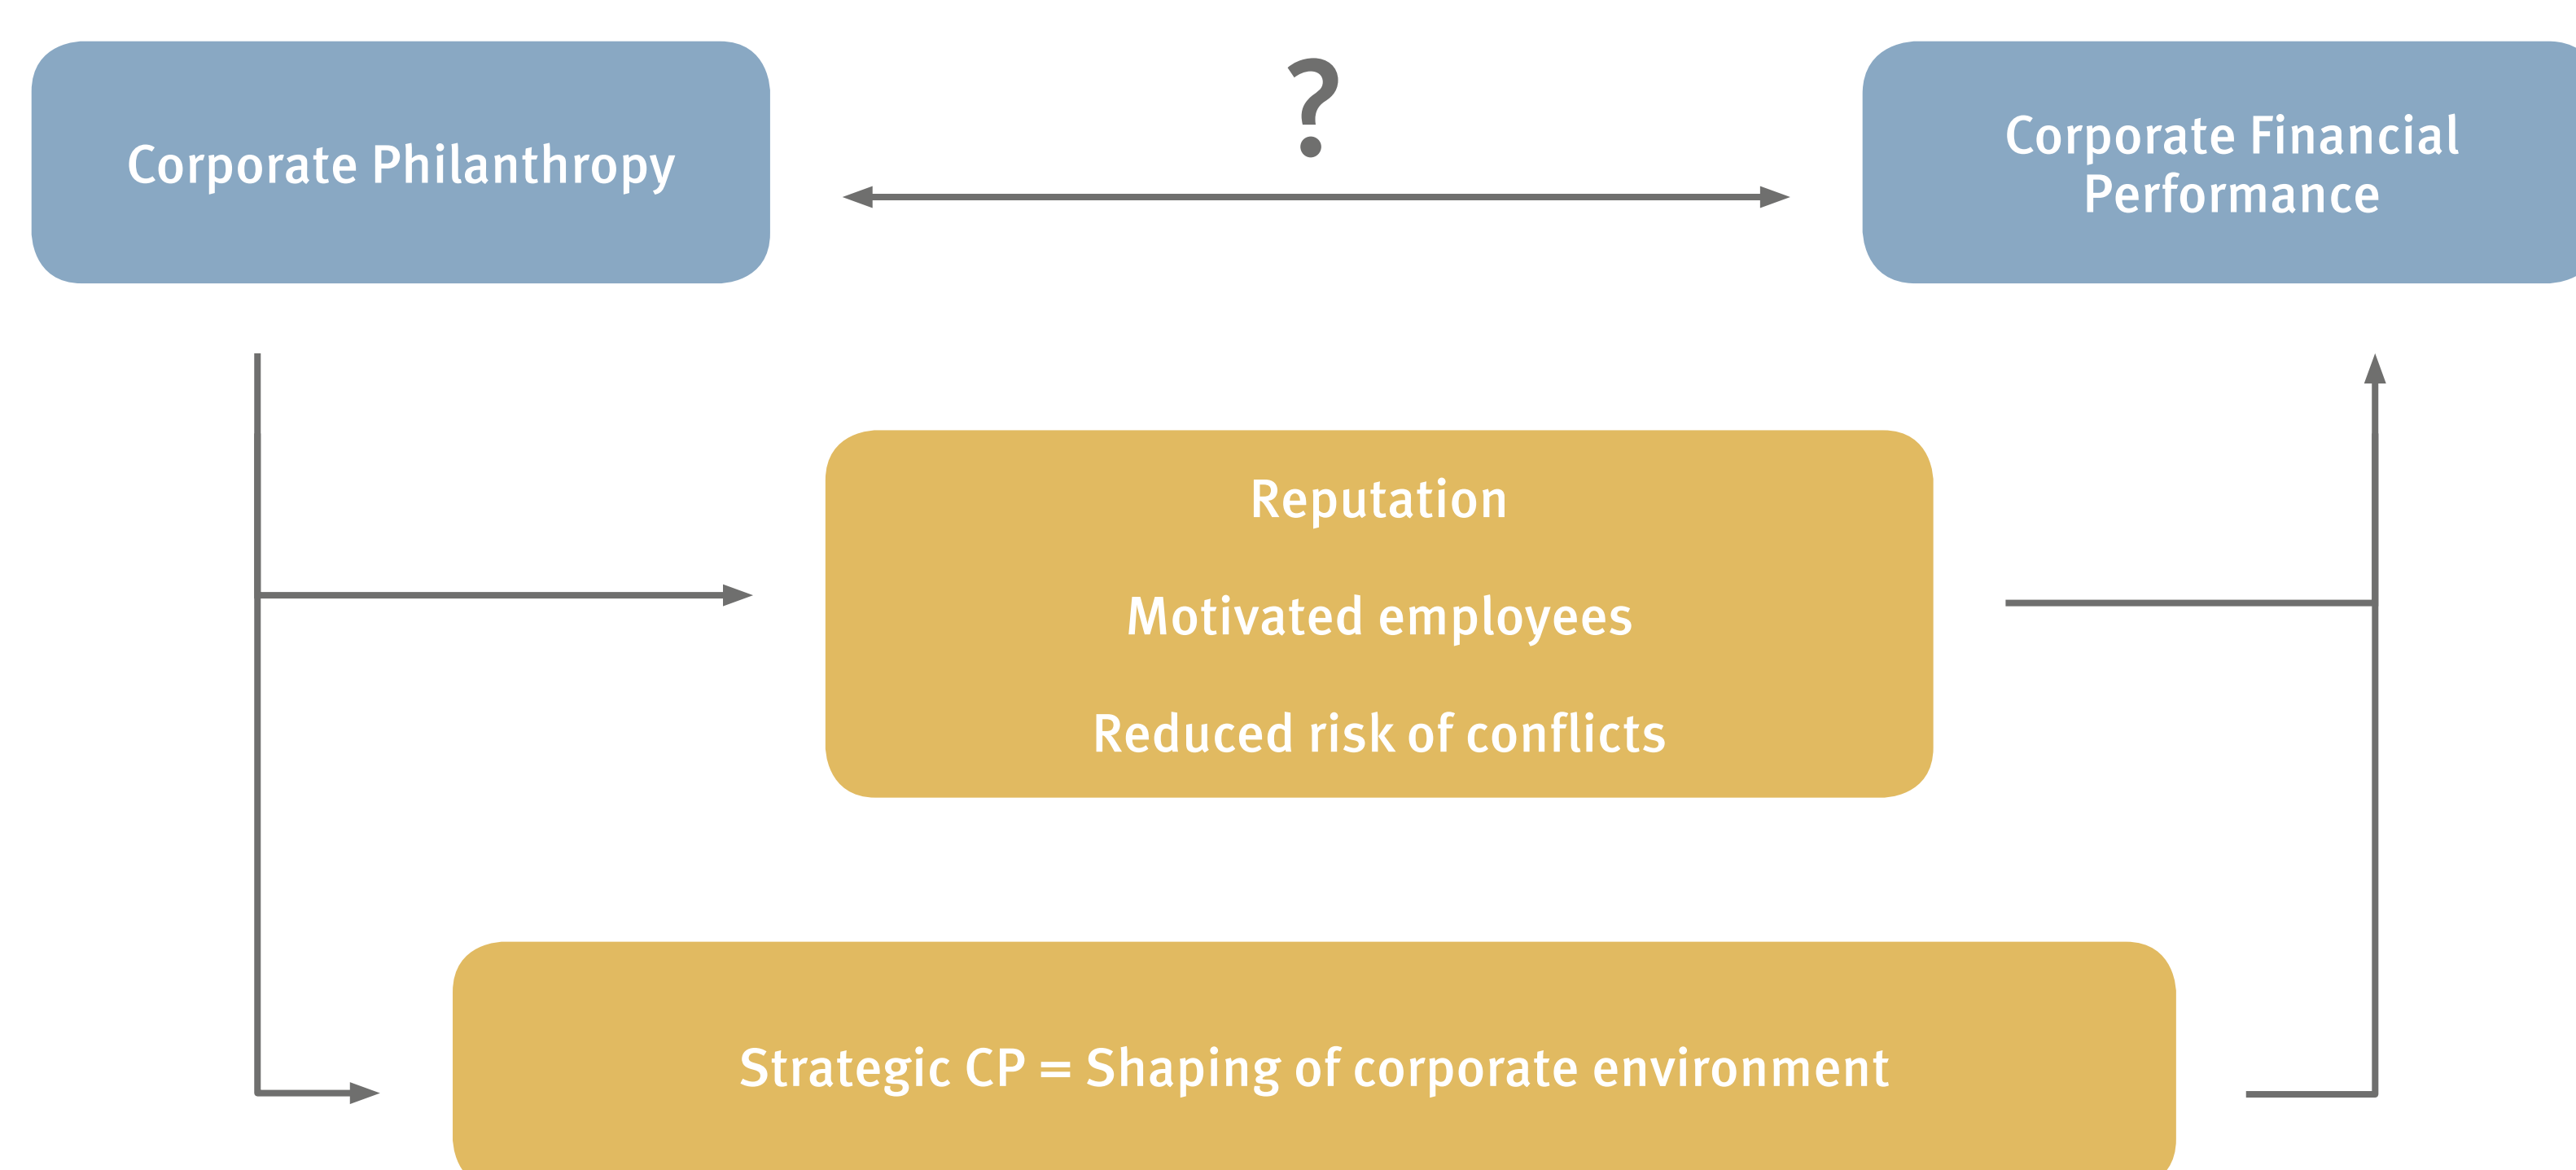 Corporate Philanthropy
?
Corporate Financial
Performance
Reputation
Motivated employees
Reduced risk of conflicts
Strategic CP = Shaping of corporate environment